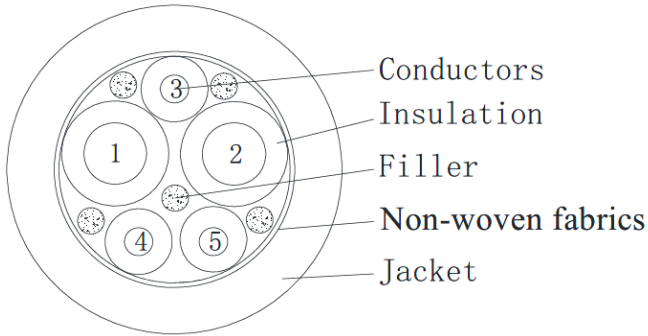 3
Conductors
Insulation
1
2
Filler
Non-woven fabrics
4
5
Jacket